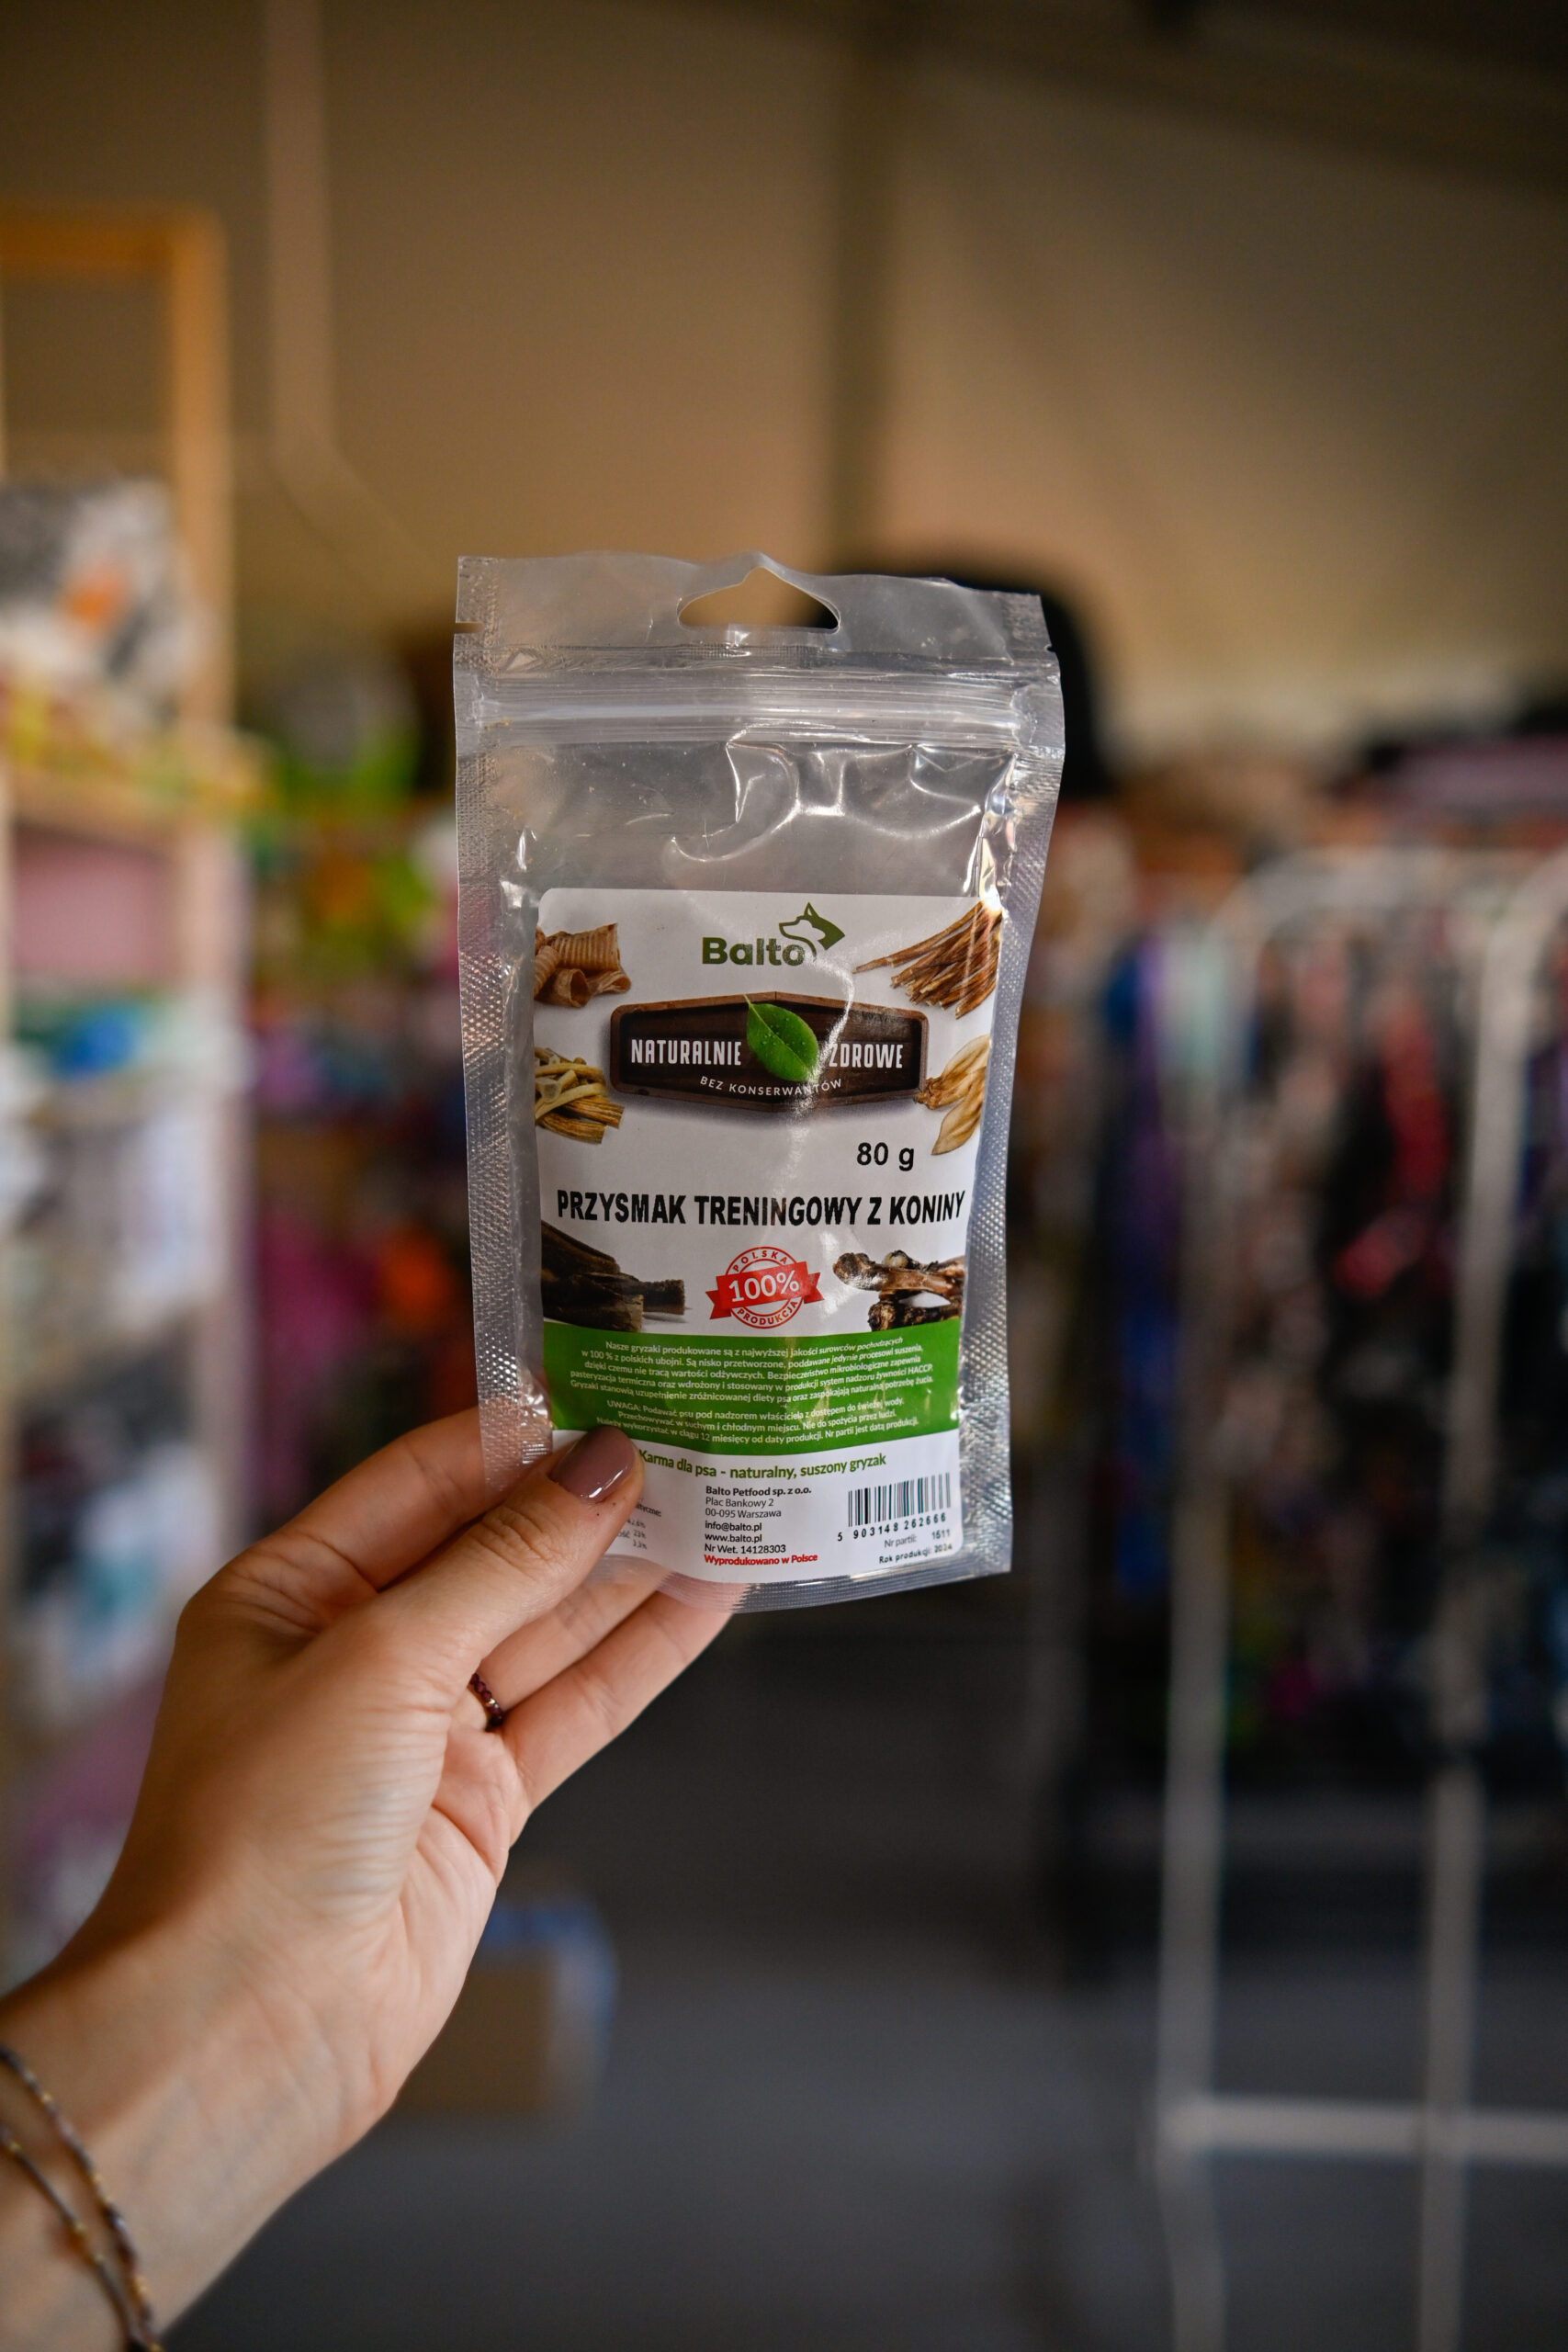 Balto
NATURALNIE ZDROWE
BEZ KONSERWANTÓW
80 g
PRZYSMAK TRENINGOWY Z KONINY
POLSKA
100%
PRODUKCJA
Nasze gryzaki produkowane są z najwyższej jakości surowców pochodzących
w 100 % z polskich ubojni. Są nisko przetworzone, poddawane jedynie procesowi suszenia,
dzięki czemu nie tracą wartości odżywczych. Bezpieczeństwo mikrobiologiczne zapewnia
pasteryzacja termiczna oraz wdrożony i stosowany w produkcji system nadzoru żywności HACCP.
Gryzaki stanowią uzupełnienie zróżnicowanej diety psa oraz zaspokajają naturalną potrzebę żucia.
UWAGA: Podawać psu pod nadzorem właściciela z dostępem do świeżej wody.
Przechowywać w suchym i chłodnym miejscu. Nie do spożycia przez ludzi.
Należy wykorzystać w ciągu 12 miesięcy od daty produkcji. Nr partii jest datą produkcji.
Karma dla psa - naturalny, suszony gryzak
Balto Petfood sp. z o.o.
Plac Bankowy 2
00-095 Warszawa
info@balto.pl
www.balto.pl
Nr Wet. 14128303
Wyprodukowano w Polsce
5 903148 262666
Nr partii: 1511
Rok produkcji: